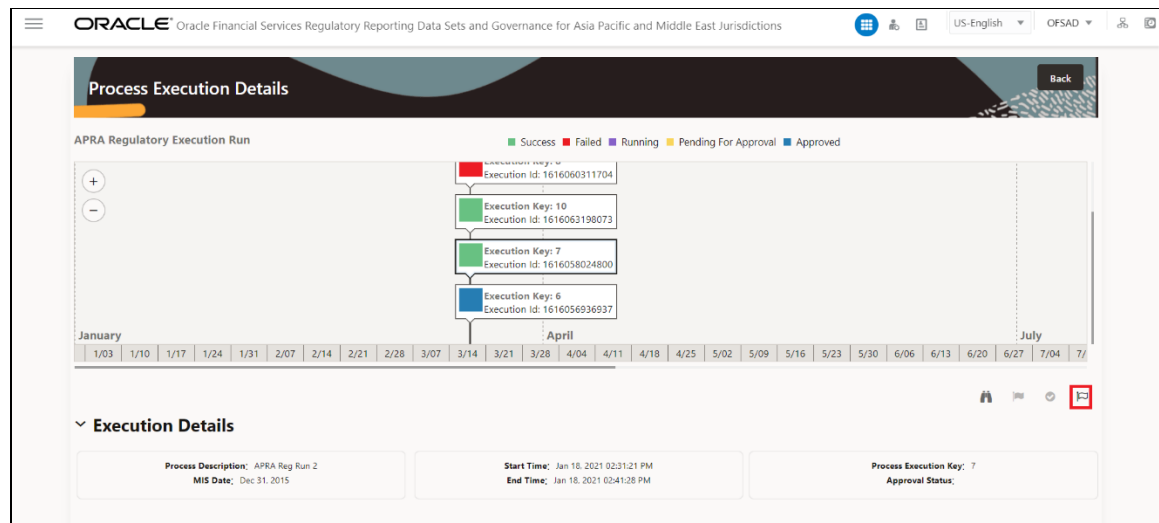 ORACLE® Oracle Financial Services Regulatory Reporting Data Sets and Governance for Asia Pacific and Middle East Jurisdictions
US-English
OFSAD
Process Execution Details
Back
APRA Regulatory Execution Run
Success Failed Running Pending For Approval Approved
Execution Id: 1616060311704
Execution Key: 10
Execution Id: 1616063198073
Execution Key: 7
Execution Id: 1616058024800
Execution Key: 6
Execution Id: 1616056936937
January April July
1/03 1/10 1/17 1/24 1/31 2/07 2/14 2/21 2/28 3/07 3/14 3/21 3/28 4/04 4/11 4/18 4/25 5/02 5/09 5/16 5/23 5/30 6/06 6/13 6/20 6/27 7/04 7/
Execution Details
Process Description: APRA Reg Run 2
MIS Date: Dec 31, 2015
Start Time: Jan 18, 2021 02:31:21 PM
End Time: Jan 18, 2021 02:41:28 PM
Process Execution Key: 7
Approval Status: